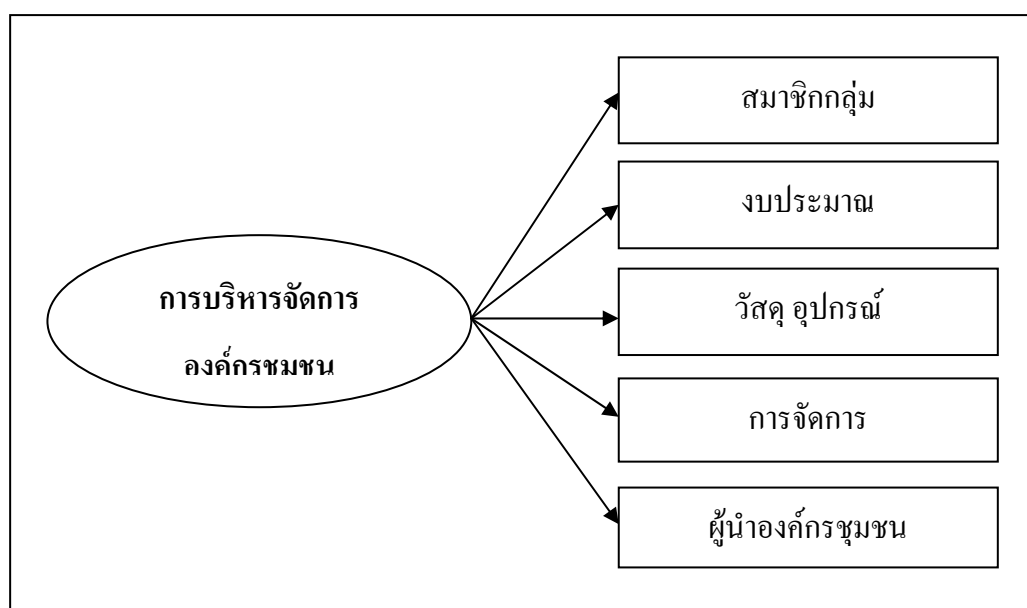 การบริหารจัดการ
องค์กรชมชน
สมาชิกกลุ่ม
งบประมาณ
วัสดุ อุปกรณ์
การจัดการ
ผู้นำองค์กรชุมชน